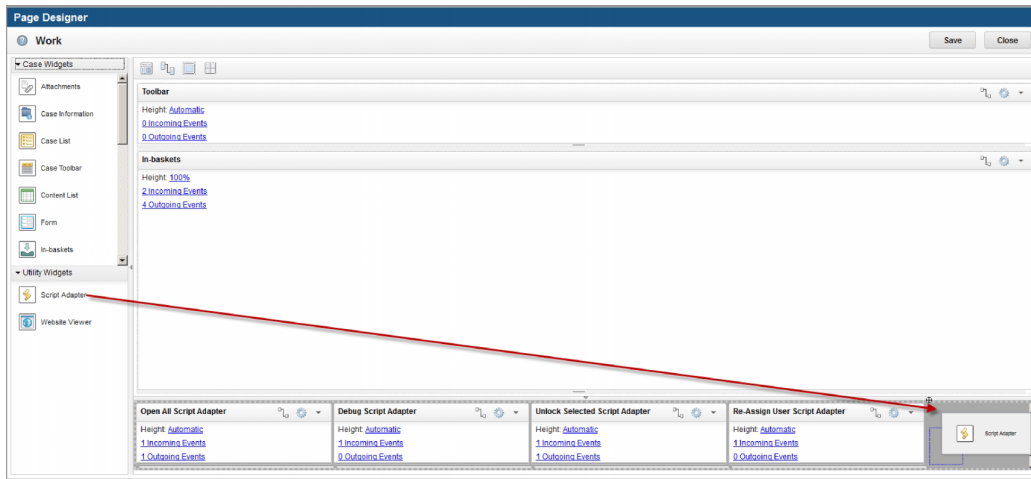 Page Designer
Work
Save
Close
Case Widgets
Attachments
Case Information
Case List
Case Toolbar
Content List
Form
In-baskets
Utility Widgets
Script Adapter
Website Viewer
Toolbar
Height: Automatic
0 Incoming Events
0 Outgoing Events
In-baskets
Height: 100%
2 Incoming Events
4 Outgoing Events
Open All Script Adapter
Height: Automatic
1 Incoming Events
1 Outgoing Events
Debug Script Adapter
Height: Automatic
1 Incoming Events
0 Outgoing Events
Unlock Selected Script Adapter
Height: Automatic
1 Incoming Events
1 Outgoing Events
Re-Assign User Script Adapter
Height: Automatic
1 Incoming Events
0 Outgoing Events
Script Adapter